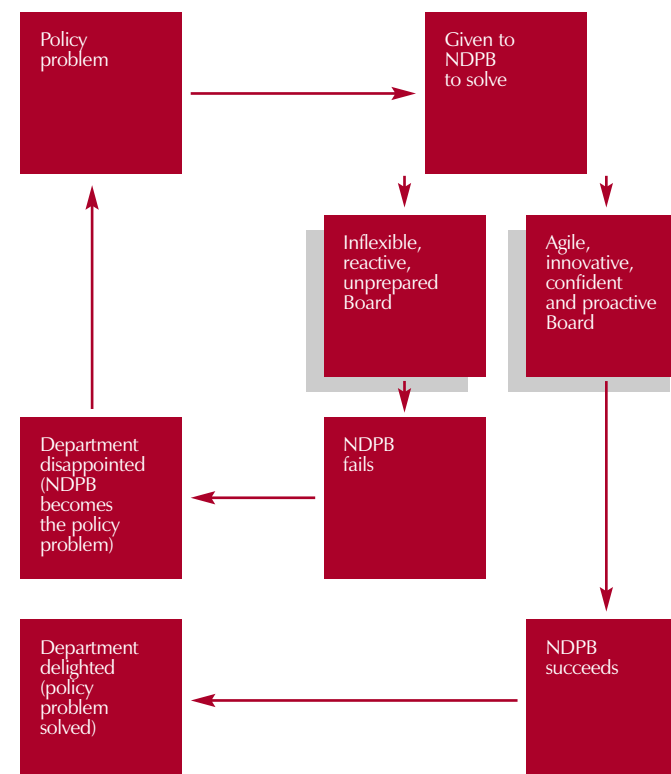 Policy
problem
Given to
NDPB
to solve
Inflexible,
reactive,
unprepared
Board
Agile,
innovative,
confident
and proactive
Board
Department
disappointed
(NDPB
becomes
the policy
problem)
NDPB
fails
Department
delighted
(policy
problem
solved)
NDPB
succeeds